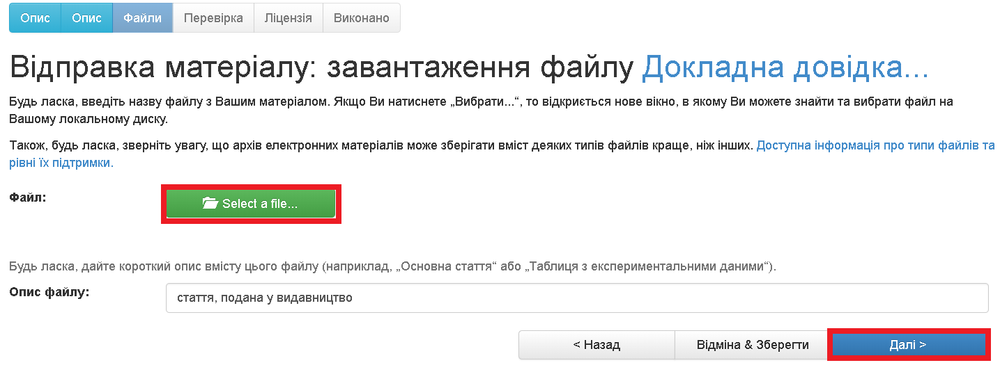 Опис Опис Файли Перевірка Ліцензія Виконано
Відправка матеріалу: завантаження файлу Докладна довідка...
Будь ласка, введіть назву файлу з Вашим матеріалом. Якщо Ви натиснете „Вибрати...“, то відкриється нове вікно, в якому Ви можете знайти та вибрати файл на
Вашому локальному диску.
Також, будь ласка, зверніть увагу, що архів електронних матеріалів може зберігати вміст деяких типів файлів краще, ніж інших. Доступна інформація про типи файлів та
рівні їх підтримки.
Файл: Select a file...
Будь ласка, дайте короткий опис вмісту цього файлу (наприклад, „Основна стаття“ або „Таблиця з експериментальними даними“).
Опис файлу: стаття, подана у видавництво
< Назад Відміна & Зберегти Далі >